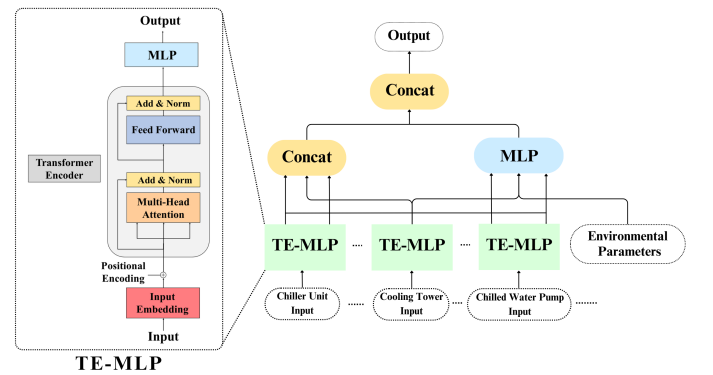 Output
MLP
Add & Norm
Feed Forward
Transformer
Encoder
Add & Norm
Multi-Head
Attention
Positional
Encoding
Input
Embedding
Input
TE-MLP
Output
Concat
Concat
MLP
TE-MLP
TE-MLP
TE-MLP
Environmental
Parameters
Chiller Unit
Input
Cooling Tower
Input
Chilled Water Pump
Input